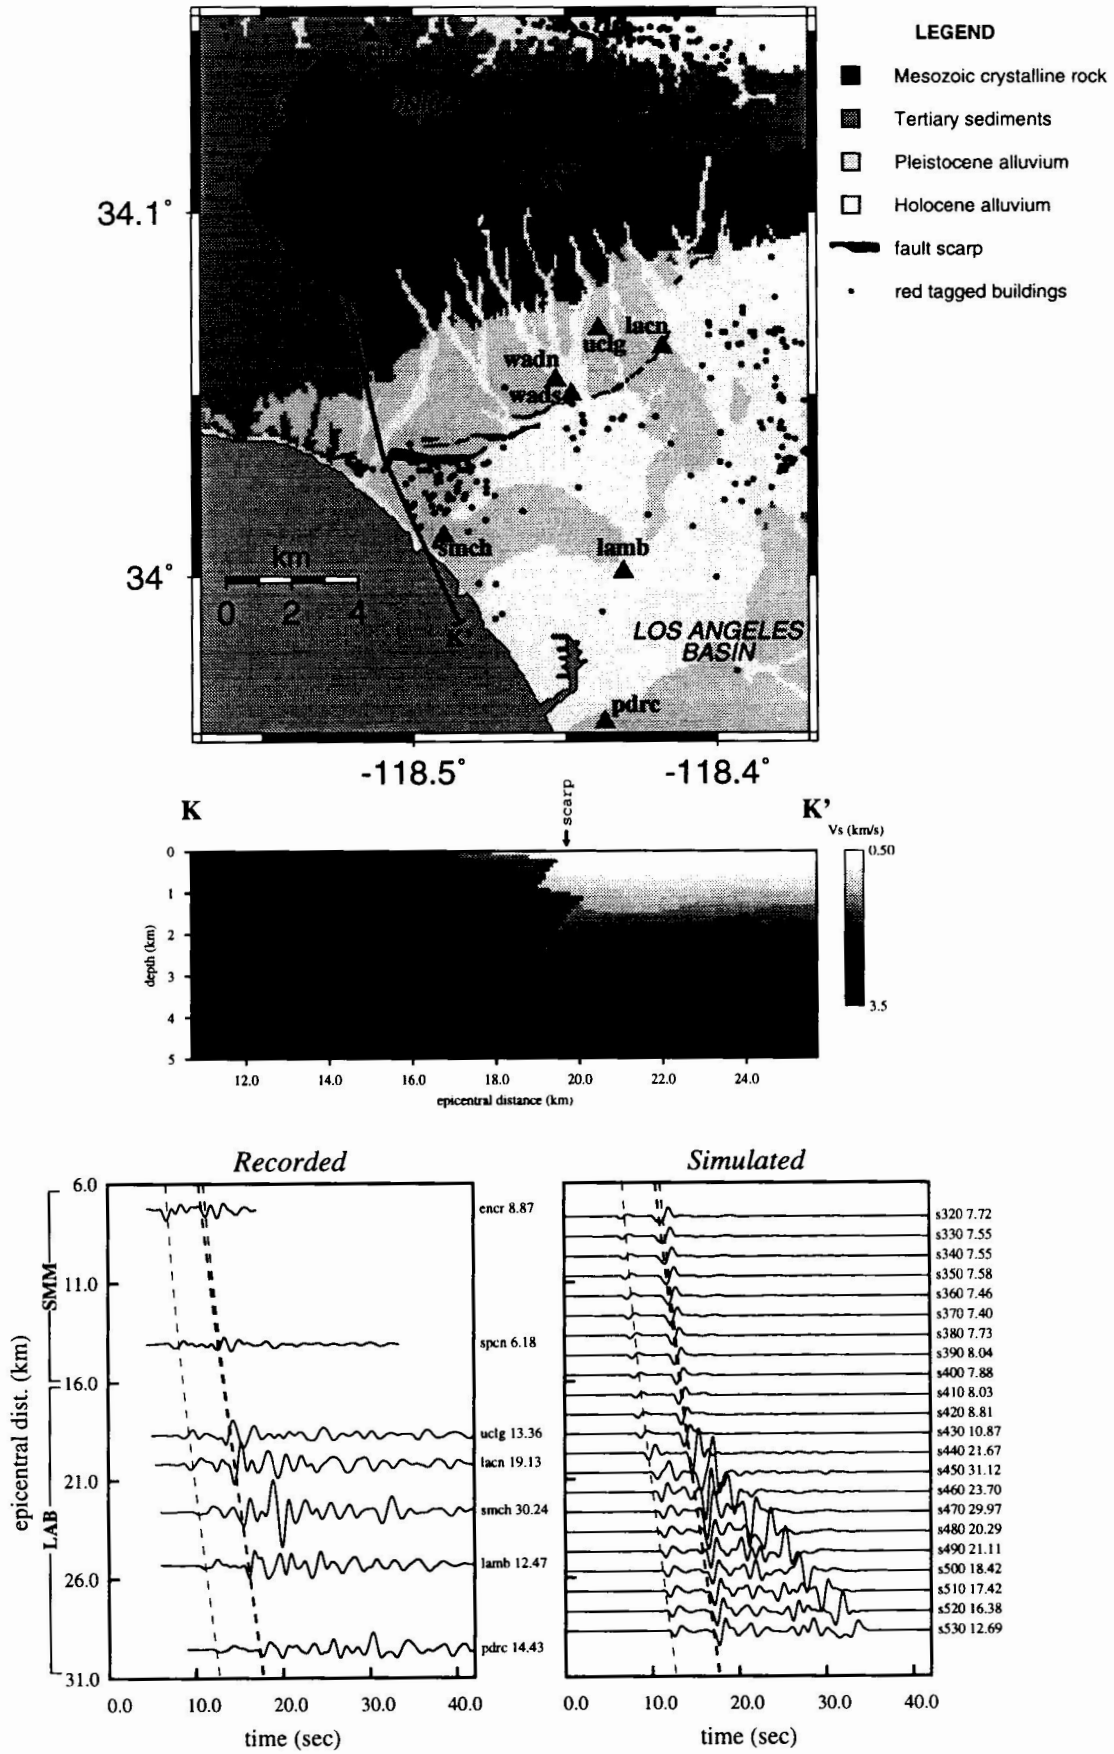 LEGEND
Mesozoic crystalline rock
Tertiary sediments
Pleistocene alluvium
Holocene alluvium
fault scarp
red tagged buildings
34.1°
34°
lacn
uclg
wadn
wads
smch
lamb
km
0 2 4
K'
LOS ANGELES
BASIN
pdrc
-118.5°
-118.4°
scarp
K
K'
Vs (km/s)
0.50
3.5
0
1
2
3
4
5
depth (km)
12.0 14.0 16.0 18.0 20.0 22.0 24.0
epicentral distance (km)
Recorded
6.0
11.0
16.0
21.0
26.0
31.0
SMM
LAB
epicentral dist. (km)
encr 8.87
spcn 6.18
uclg 13.36
lacn 19.13
smch 30.24
lamb 12.47
pdrc 14.43
0.0 10.0 20.0 30.0 40.0
time (sec)
Simulated
s320 7.72
s330 7.55
s340 7.55
s350 7.58
s360 7.46
s370 7.40
s380 7.73
s390 8.04
s400 7.88
s410 8.03
s420 8.81
s430 10.87
s440 21.67
s450 31.12
s460 23.70
s470 29.97
s480 20.29
s490 21.11
s500 18.42
s510 17.42
s520 16.38
s530 12.69
0.0 10.0 20.0 30.0 40.0
time (sec)